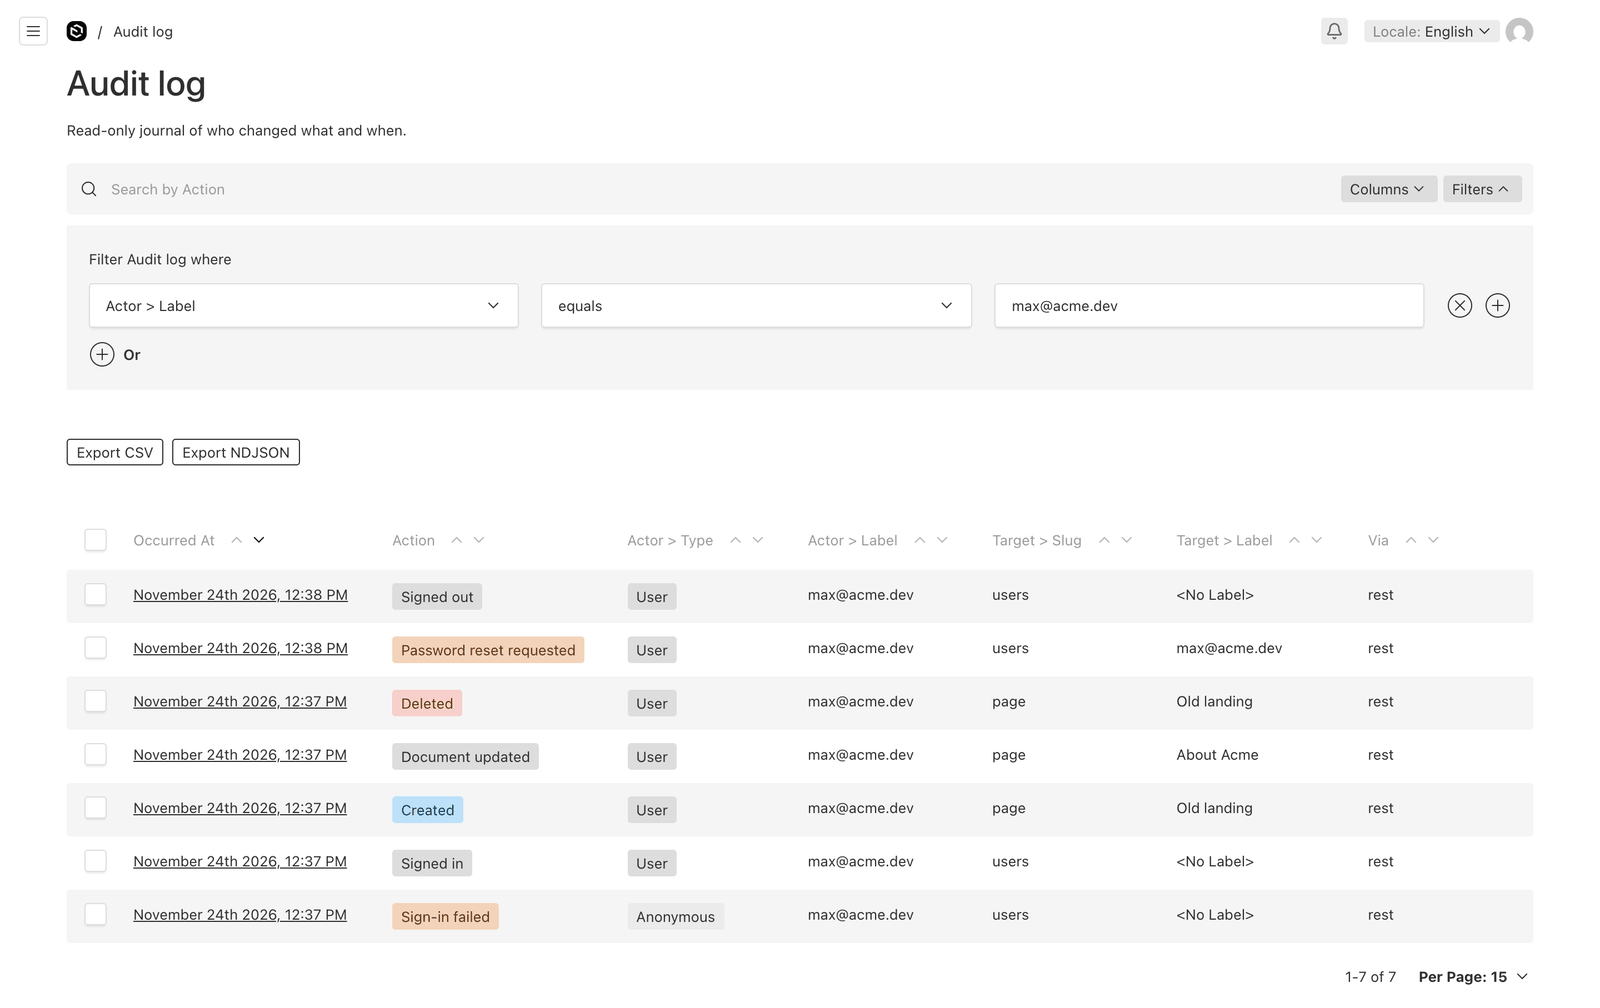 / Audit log
Locale: English
Audit log
Read-only journal of who changed what and when.
Search by Action
Columns
Filters
Filter Audit log where
Actor > Label
equals
max@acme.dev
Or
Export CSV
Export NDJSON
Occurred At Action Actor > Type Actor > Label Target > Slug Target > Label Via
November 24th 2026, 12:38 PM Signed out User max@acme.dev users <No Label> rest
November 24th 2026, 12:38 PM Password reset requested User max@acme.dev users max@acme.dev rest
November 24th 2026, 12:37 PM Deleted User max@acme.dev page Old landing rest
November 24th 2026, 12:37 PM Document updated User max@acme.dev page About Acme rest
November 24th 2026, 12:37 PM Created User max@acme.dev page Old landing rest
November 24th 2026, 12:37 PM Signed in User max@acme.dev users <No Label> rest
November 24th 2026, 12:37 PM Sign-in failed Anonymous max@acme.dev users <No Label> rest
1-7 of 7 Per Page: 15